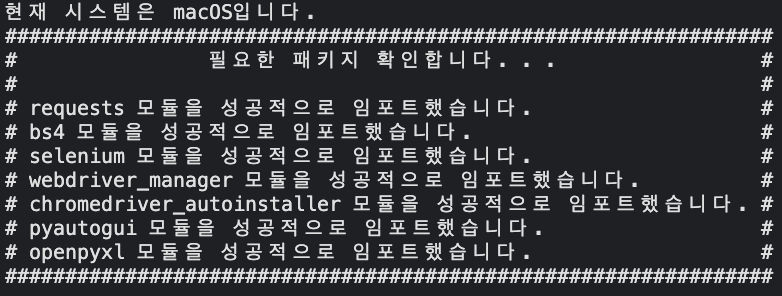 현재 시스템은 macOS입니다.
################################################################
# 필요한 패키지 확인합니다. . . #
# #
# requests 모듈을 성공적으로 임포트했습니다. #
# bs4 모듈을 성공적으로 임포트했습니다. #
# selenium 모듈을 성공적으로 임포트했습니다. #
# webdriver_manager 모듈을 성공적으로 임포트했습니다. #
# chromedriver_autoinstaller 모듈을 성공적으로 임포트했습니다. #
# pyautogui 모듈을 성공적으로 임포트했습니다. #
# openpyxl 모듈을 성공적으로 임포트했습니다. #
################################################################